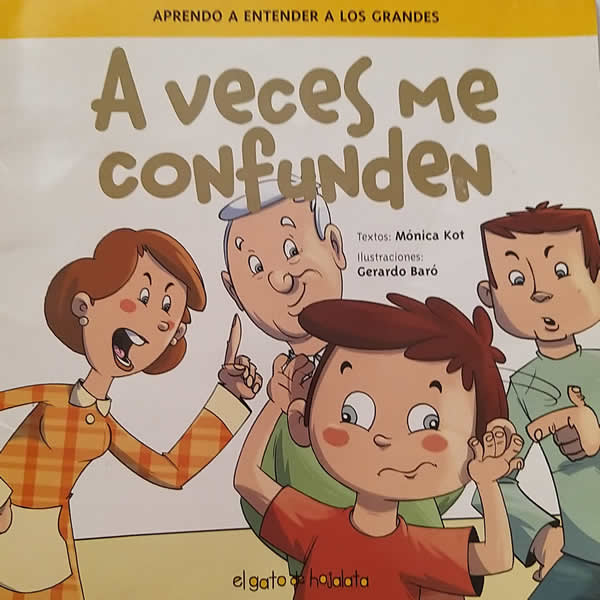 APRENDO A ENTENDER A LOS GRANDES
A veces me
confunden
Textos: Mónica Kot
Ilustraciones:
Gerardo Baró
el gato de hojalata